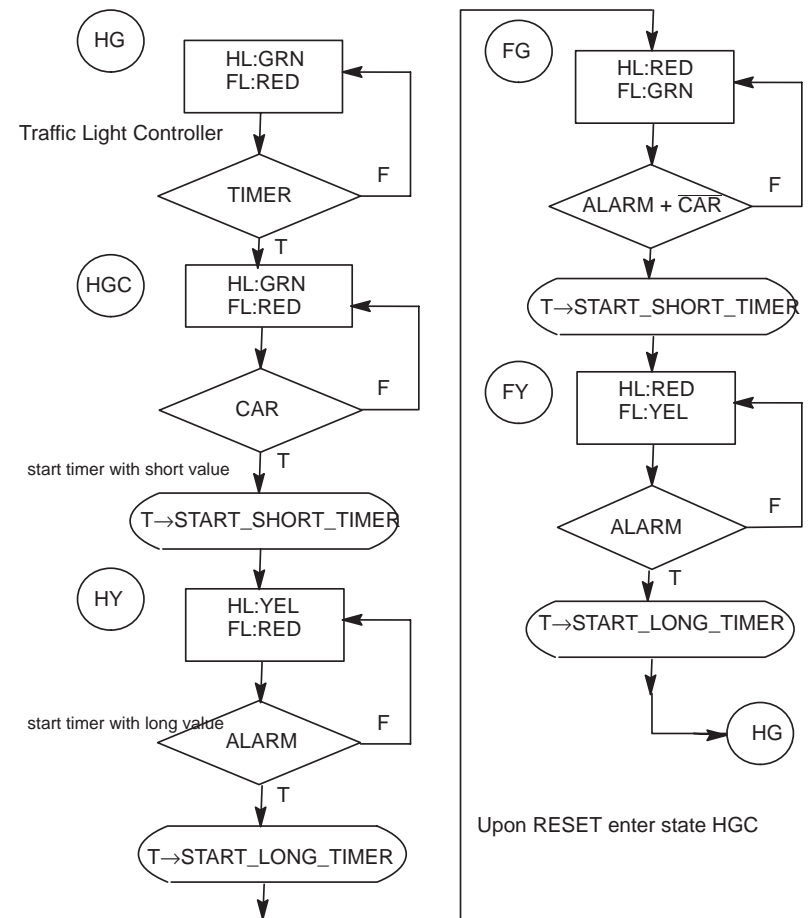 HG
HL:GRN
FL:RED
Traffic Light Controller
F
TIMER
T
HGC
HL:GRN
FL:RED
F
CAR
T
start timer with short value
T→START_SHORT_TIMER
HY
HL:YEL
FL:RED
start timer with long value
F
ALARM
T
T→START_LONG_TIMER
FG
HL:RED
FL:GRN
F
ALARM + C̅A̅R̅
T→START_SHORT_TIMER
FY
HL:RED
FL:YEL
F
ALARM
T
T→START_LONG_TIMER
HG
Upon RESET enter state HGC